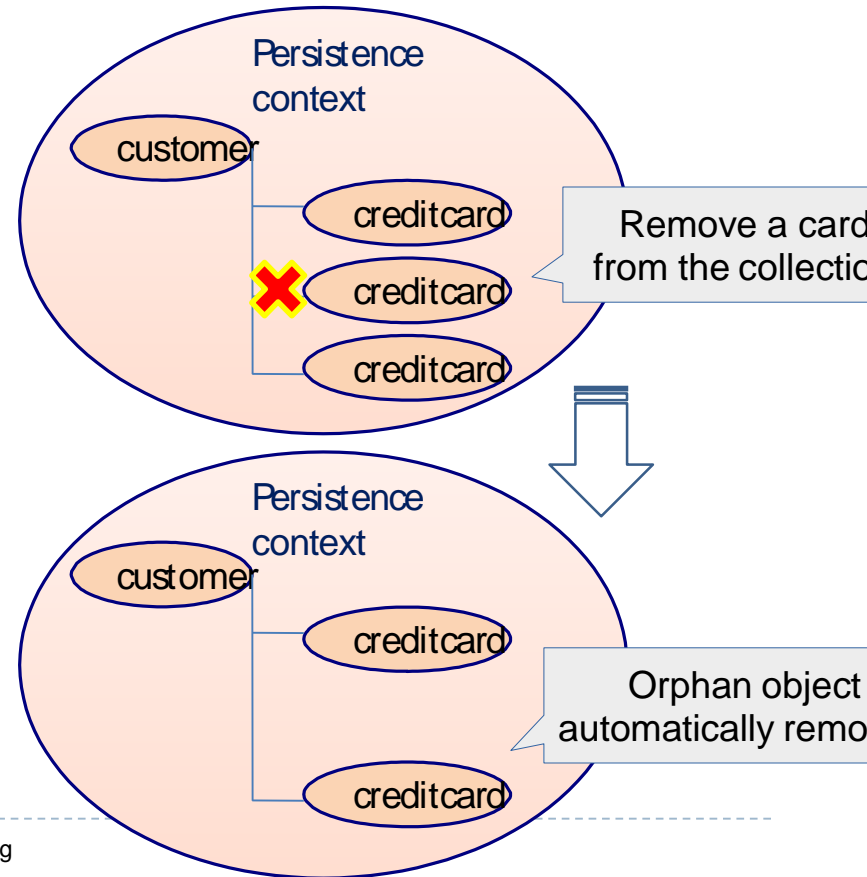 Persistence
context
customer
creditcard
Remove a card
from the collectio
creditcard
creditcard
Persistence
context
customer
creditcard
Orphan object
automatically remo
creditcard
g